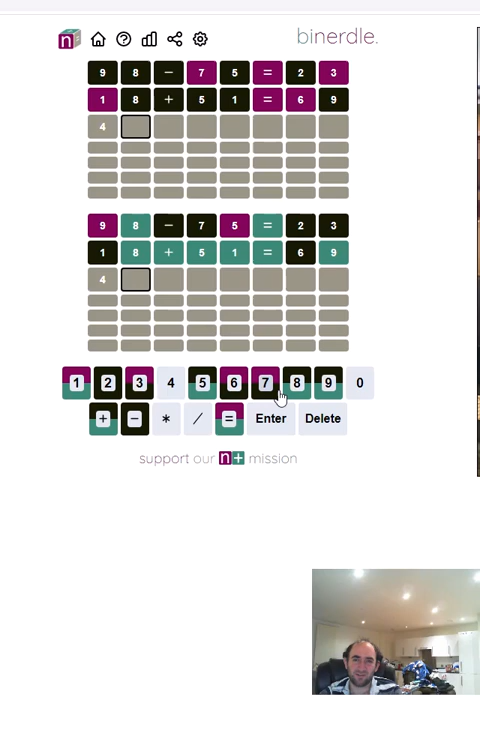 n binerdle.
9 8 − 7 5 = 2 3
1 8 + 5 1 = 6 9
4
9 8 − 7 5 = 2 3
1 8 + 5 1 = 6 9
4
1 2 3 4 5 6 7 8 9 0
+ − * / = Enter Delete
support our n+ mission